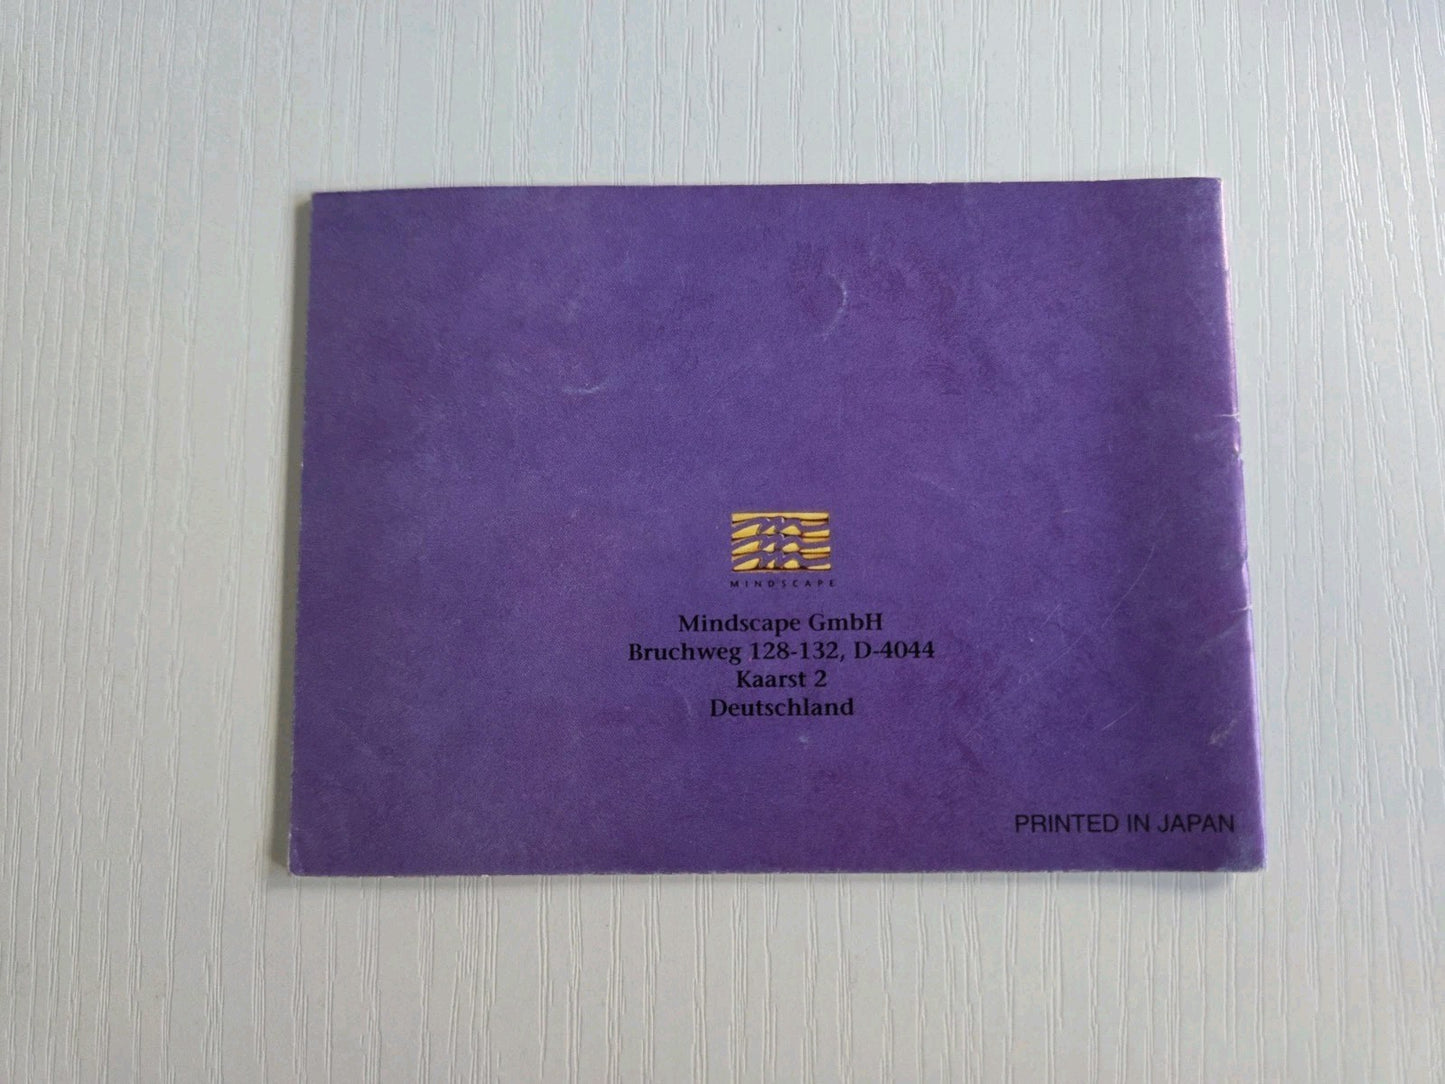 MINDSCAPE
Mindscape GmbH
Bruchweg 128-132, D-4044
Kaarst 2
Deutschland
PRINTED IN JAPAN